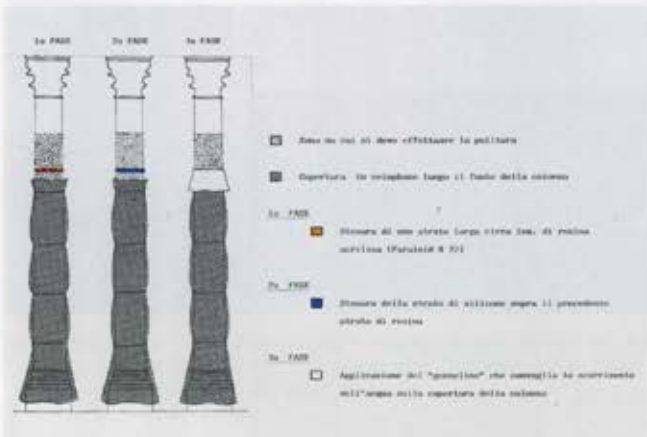 1a FASE 2a FASE 3a FASE
Zona su cui si deve effettuare la pulitura
Copertura in lungo il fusto della colonna
1a FASE
Stesura di uno strato largo circa 2cm. di resina
acrilica (Paraloid B 72)
2a FASE
Stesura dello strato di silicone sopra il precedente
strato di resina
3a FASE
Applicazione del "gonnellino" che convoglia lo scorrimento
dell'acqua sulla copertura della colonna